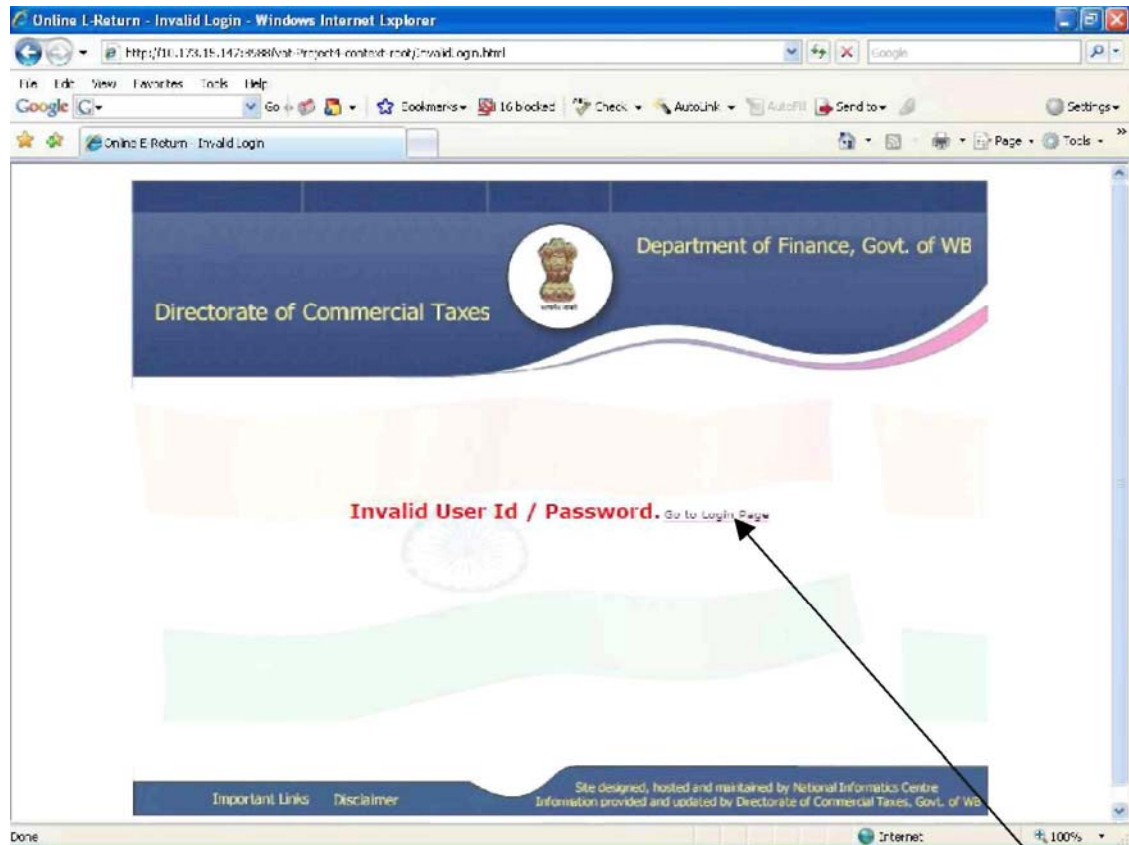 Online E-Return - Invalid Login - Windows Internet Explorer
Google
File Edit View Favorites Tools Help
Google G Go Bookmarks 16 blocked Check AutoLink AutoFill Send to Settings
Online E-Return - Invalid Login Page Tools »
Department of Finance, Govt. of WB
Directorate of Commercial Taxes
Invalid User Id / Password. Go to Login Page
Site designed, hosted and maintained by National Informatics Centre
Important Links Disclaimer Information provided and updated by Directorate of Commercial Taxes, Govt. of WB
Done Internet 100%